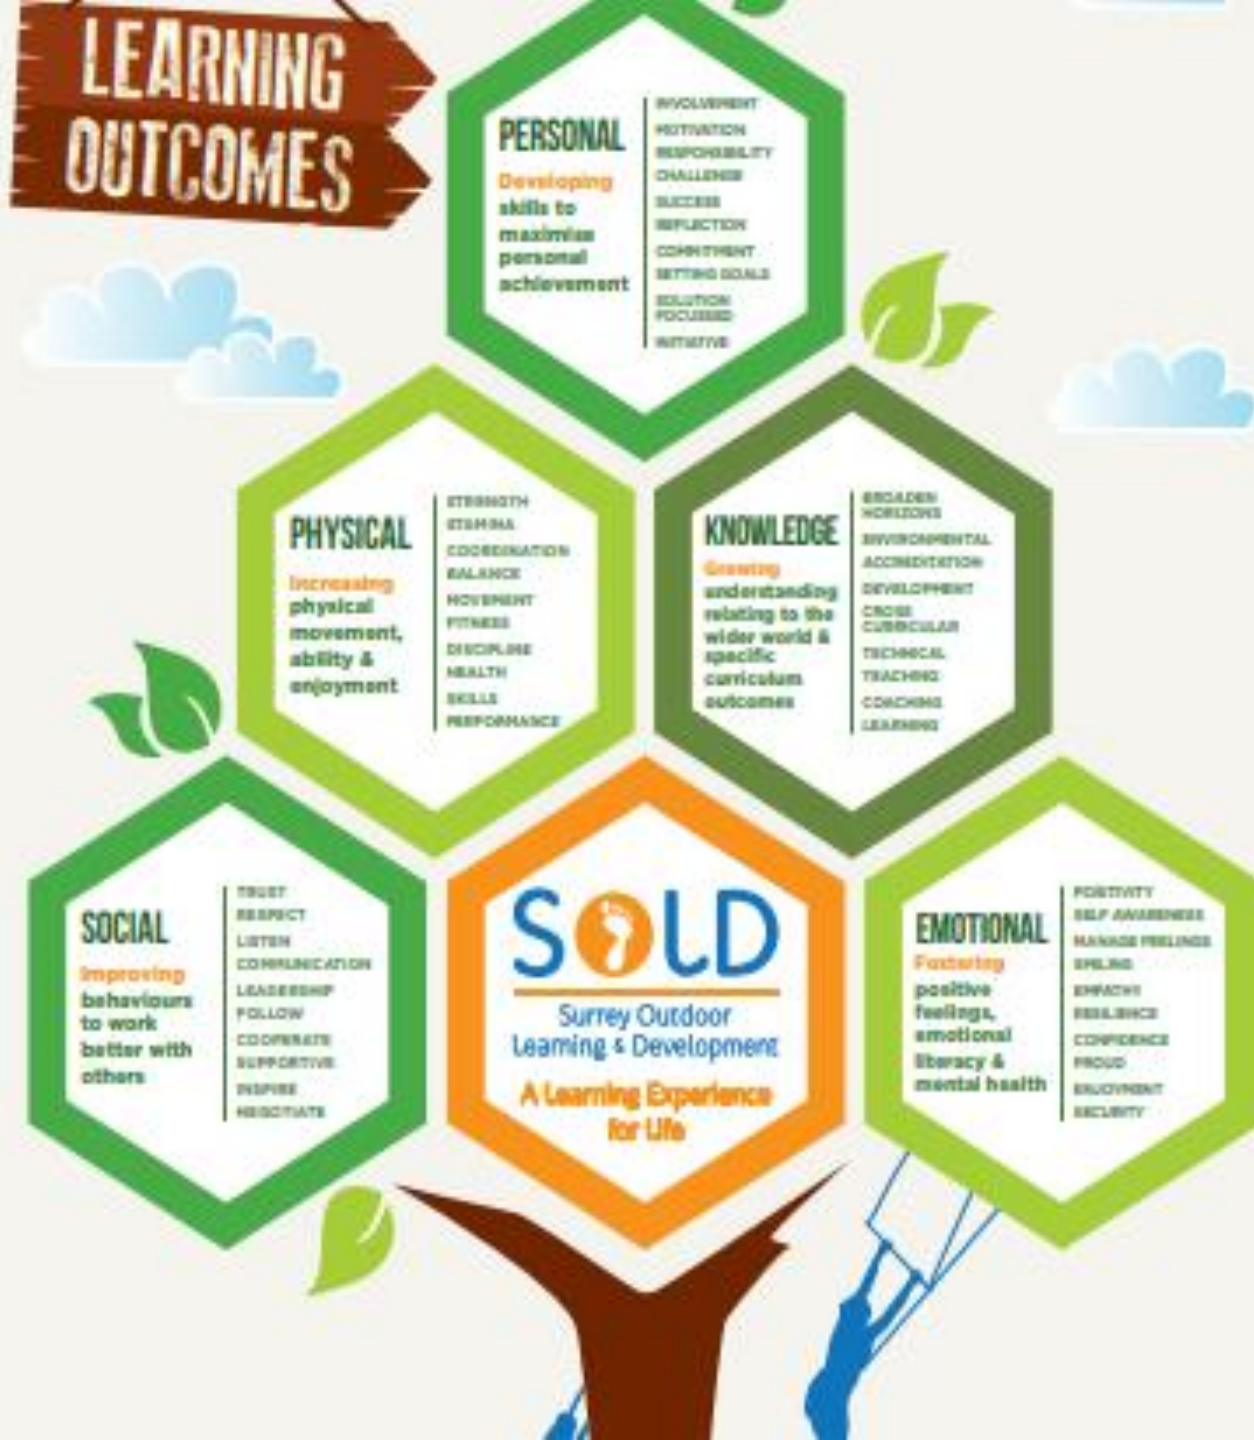 LEARNING
OUTCOMES
PERSONAL
Developing
skills to
maximise
personal
achievement
INVOLVEMENT
MOTIVATION
RESPONSIBILITY
CHALLENGE
SUCCESS
REFLECTION
COMMITMENT
SETTING GOALS
SOLUTION
FOCUSSED
INITIATIVE
PHYSICAL
Increasing
physical
movement,
ability &
enjoyment
STRENGTH
STAMINA
COORDINATION
BALANCE
MOVEMENT
FITNESS
DISCIPLINE
HEALTH
SKILLS
PERFORMANCE
KNOWLEDGE
Growing
understanding
relating to the
wider world &
specific
curriculum
outcomes
BROADEN
HORIZONS
ENVIRONMENTAL
ACCREDITATION
DEVELOPMENT
CROSS
CURRICULAR
TECHNICAL
TEACHING
COACHING
LEARNING
SOCIAL
Improving
behaviours
to work
better with
others
TRUST
RESPECT
LISTEN
COMMUNICATION
LEADERSHIP
FOLLOW
COOPERATE
SUPPORTIVE
INSPIRE
NEGOTIATE
SOLD
Surrey Outdoor
Learning & Development
A Learning Experience
for Life
EMOTIONAL
Fostering
positive
feelings,
emotional
literacy &
mental health
POSITIVITY
SELF AWARENESS
MANAGE FEELINGS
SMILING
EMPATHY
RESILIENCE
CONFIDENCE
PROUD
ENJOYMENT
SECURITY